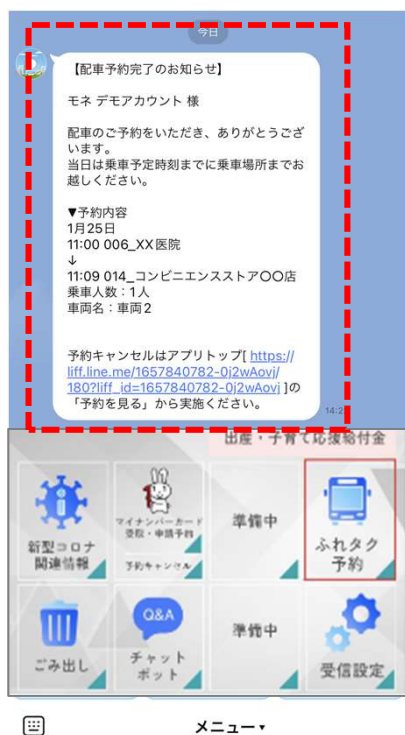 今日
【配車予約完了のお知らせ】
モネ デモアカウント 様
配車のご予約をいただき、ありがとうござ
います。
当日は乗車予定時刻までに乗車場所までお
越しください。
▼予約内容
1月25日
11:00 006_XX医院
↓
11:09 014_コンビニエンスストア〇〇店
乗車人数：1人
車両名：車両2
予約キャンセルはアプリトップ[ https://
liff.line.me/1657840782-0j2wAovj/
180?liff_id=1657840782-0j2wAovj ]の
「予約を見る」から実施ください。
出産・子育て応援給付金
新型コロナ
関連情報
マイナンバーカード
受取・申請予約
予約キャンセル
準備中
ふれタク
予約
ごみ出し
Q&A
チャット
ボット
準備中
受信設定
メニュー▾